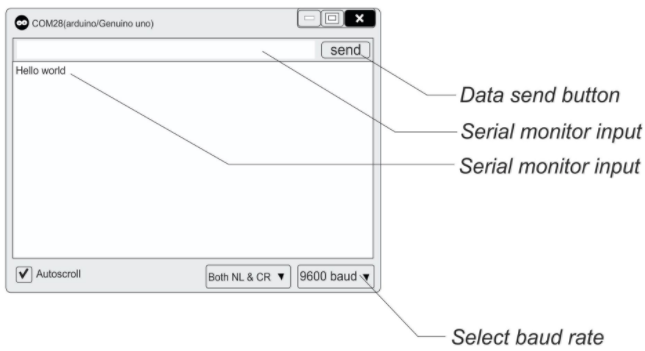 COM28(arduino/Genuino uno)
send
Hello world
Data send button
Serial monitor input
Serial monitor input
Autoscroll
Both NL & CR
9600 baud
Select baud rate